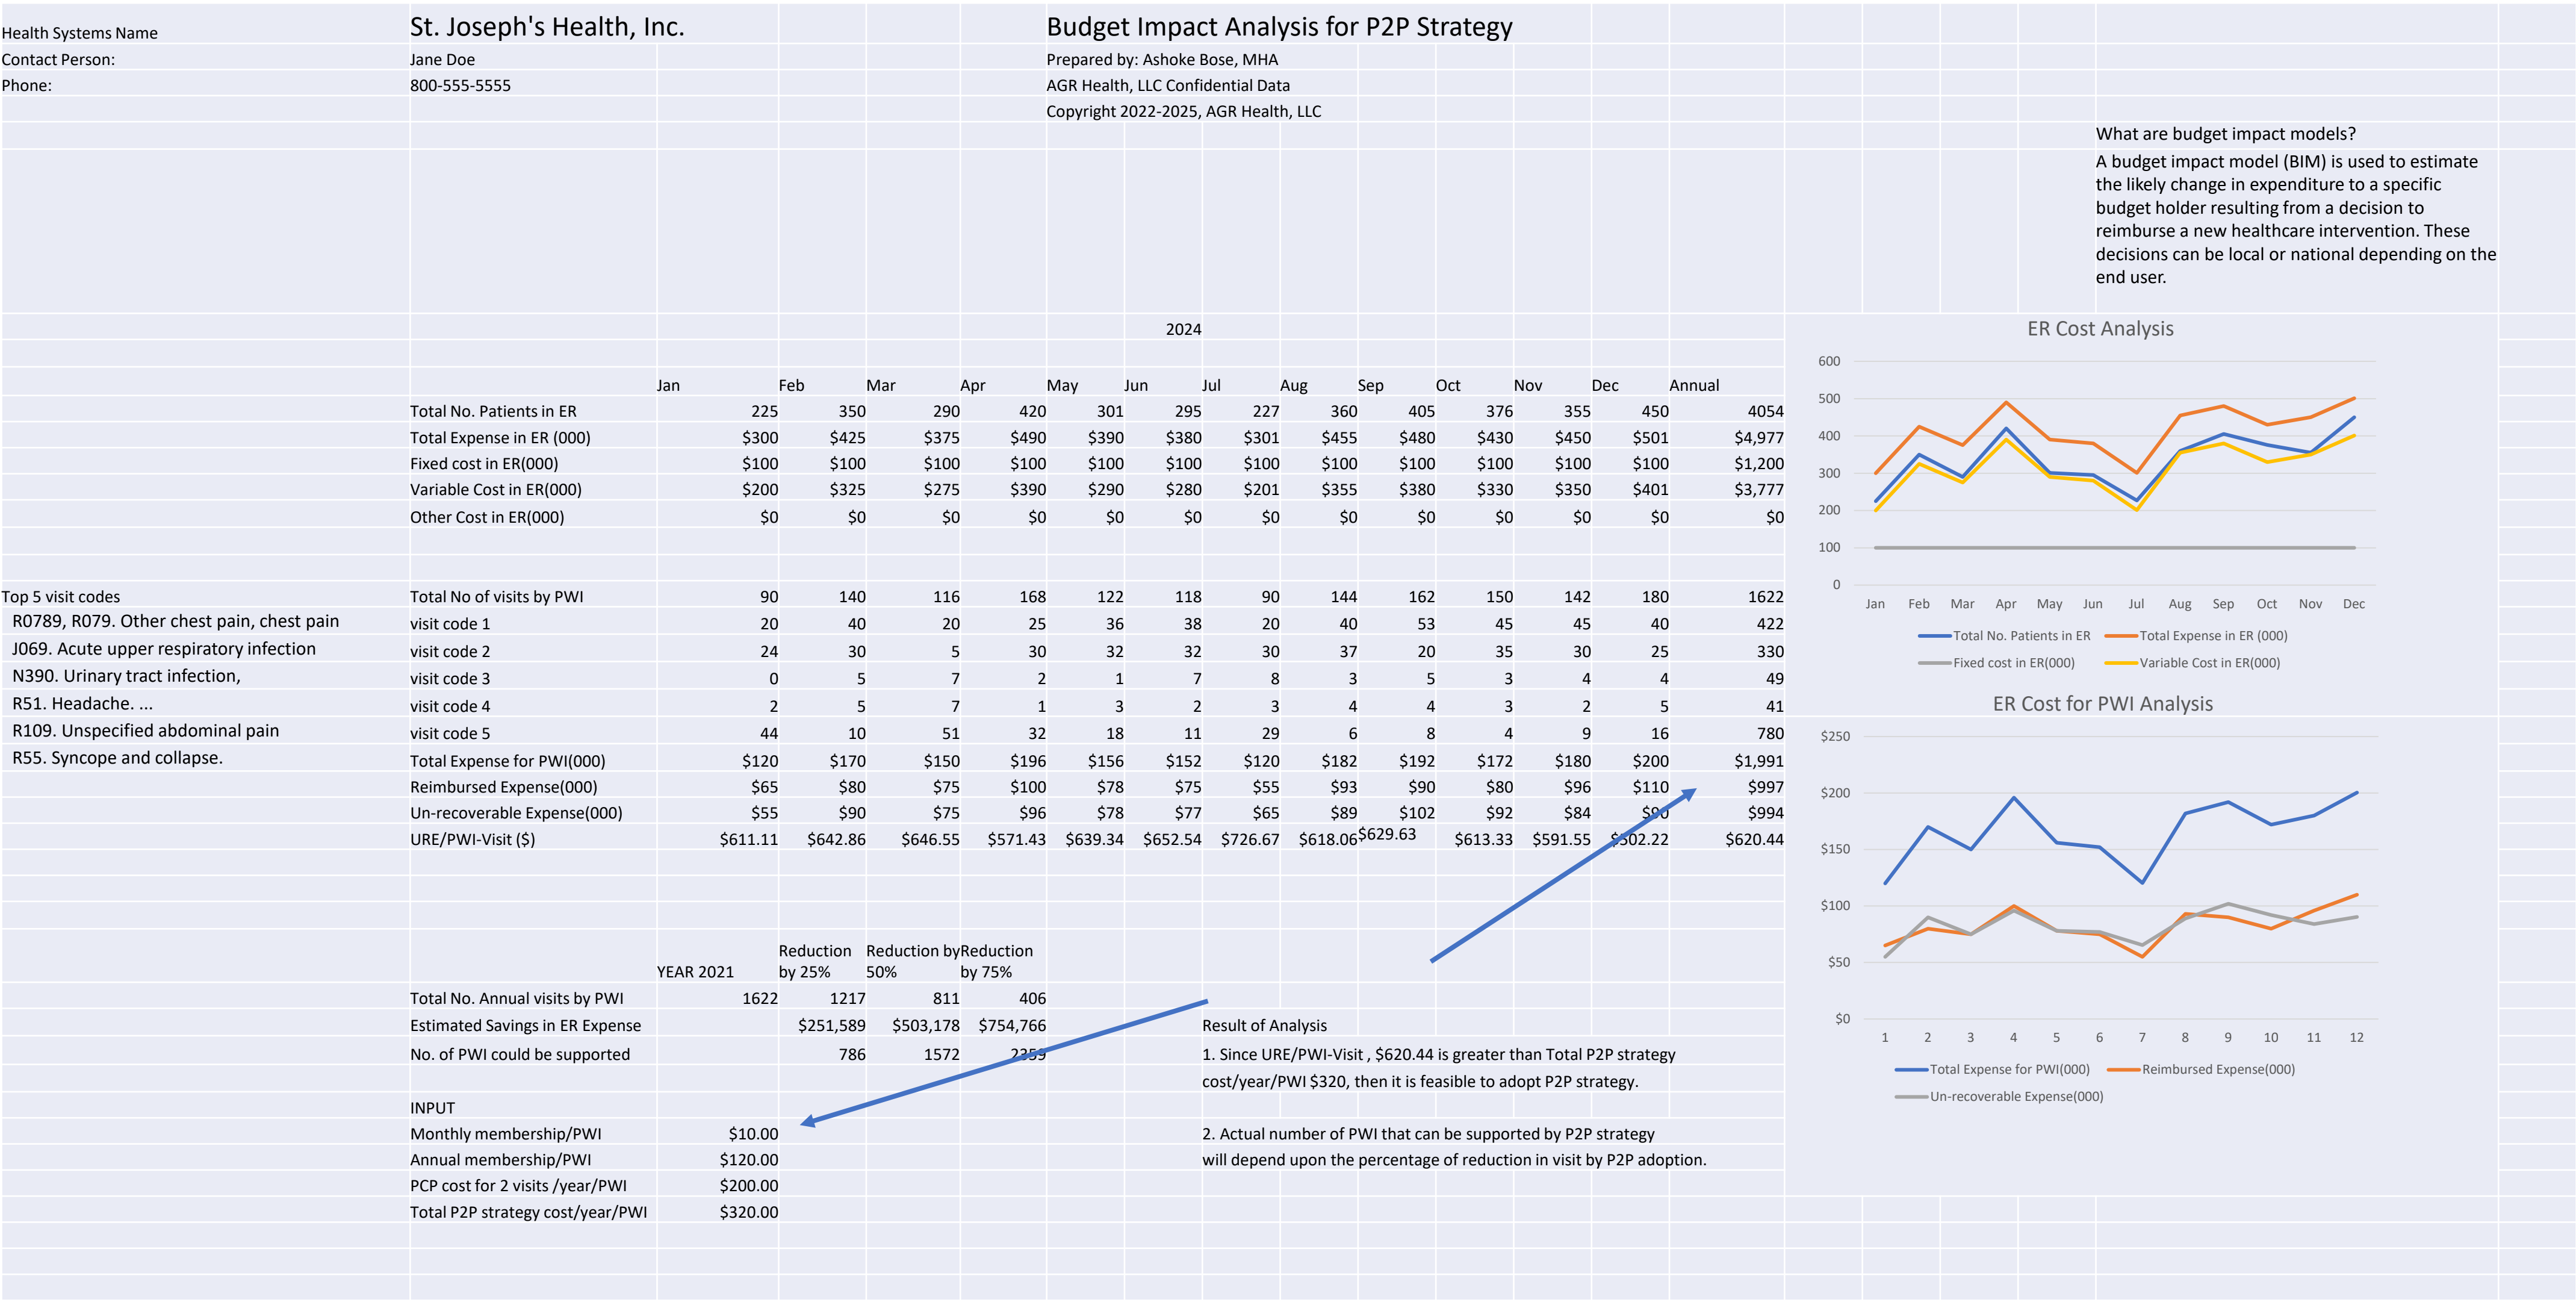 Health Systems Name St. Joseph's Health, Inc. Budget Impact Analysis for P2P Strategy
Contact Person: Jane Doe Prepared by: Ashoke Bose, MHA
Phone: 800-555-5555 AGR Health, LLC Confidential Data
Copyright 2022-2025, AGR Health, LLC
What are budget impact models?
A budget impact model (BIM) is used to estimate
the likely change in expenditure to a specific
budget holder resulting from a decision to
reimburse a new healthcare intervention. These
decisions can be local or national depending on the
end user.
2024
Jan Feb Mar Apr May Jun Jul Aug Sep Oct Nov Dec Annual
Total No. Patients in ER 225 350 290 420 301 295 227 360 405 376 355 450 4054
Total Expense in ER (000) $300 $425 $375 $490 $390 $380 $301 $455 $480 $430 $450 $501 $4,977
Fixed cost in ER(000) $100 $100 $100 $100 $100 $100 $100 $100 $100 $100 $100 $100 $1,200
Variable Cost in ER(000) $200 $325 $275 $390 $290 $280 $201 $355 $380 $330 $350 $401 $3,777
Other Cost in ER(000) $0 $0 $0 $0 $0 $0 $0 $0 $0 $0 $0 $0 $0
Top 5 visit codes Total No of visits by PWI 90 140 116 168 122 118 90 144 162 150 142 180 1622
R0789, R079. Other chest pain, chest pain visit code 1 20 40 20 25 36 38 20 40 53 45 45 40 422
J069. Acute upper respiratory infection visit code 2 24 30 5 30 32 32 30 37 20 35 30 25 330
N390. Urinary tract infection, visit code 3 0 5 7 2 1 7 8 3 5 3 4 4 49
R51. Headache. ... visit code 4 2 5 7 1 3 2 3 4 4 3 2 5 41
R109. Unspecified abdominal pain visit code 5 44 10 51 32 18 11 29 6 8 4 9 16 780
R55. Syncope and collapse. Total Expense for PWI(000) $120 $170 $150 $196 $156 $152 $120 $182 $192 $172 $180 $200 $1,991
Reimbursed Expense(000) $65 $80 $75 $100 $78 $75 $55 $93 $90 $80 $96 $110 $997
Un-recoverable Expense(000) $55 $90 $75 $96 $78 $77 $65 $89 $102 $92 $84 $90 $994
URE/PWI-Visit ($) $611.11 $642.86 $646.55 $571.43 $639.34 $652.54 $726.67 $618.06 $629.63 $613.33 $591.55 $502.22 $620.44
YEAR 2021 Reduction by 25% Reduction by 50% Reduction by 75%
Total No. Annual visits by PWI 1622 1217 811 406
Estimated Savings in ER Expense $251,589 $503,178 $754,766
No. of PWI could be supported 786 1572 2359
INPUT
Monthly membership/PWI $10.00
Annual membership/PWI $120.00
PCP cost for 2 visits /year/PWI $200.00
Total P2P strategy cost/year/PWI $320.00
Result of Analysis
1. Since URE/PWI-Visit , $620.44 is greater than Total P2P strategy
cost/year/PWI $320, then it is feasible to adopt P2P strategy.
2. Actual number of PWI that can be supported by P2P strategy
will depend upon the percentage of reduction in visit by P2P adoption.
ER Cost Analysis
600
500
400
300
200
100
0
Jan Feb Mar Apr May Jun Jul Aug Sep Oct Nov Dec
Total No. Patients in ER Total Expense in ER (000)
Fixed cost in ER(000) Variable Cost in ER(000)
ER Cost for PWI Analysis
$250
$200
$150
$100
$50
$0
1 2 3 4 5 6 7 8 9 10 11 12
Total Expense for PWI(000) Reimbursed Expense(000)
Un-recoverable Expense(000)